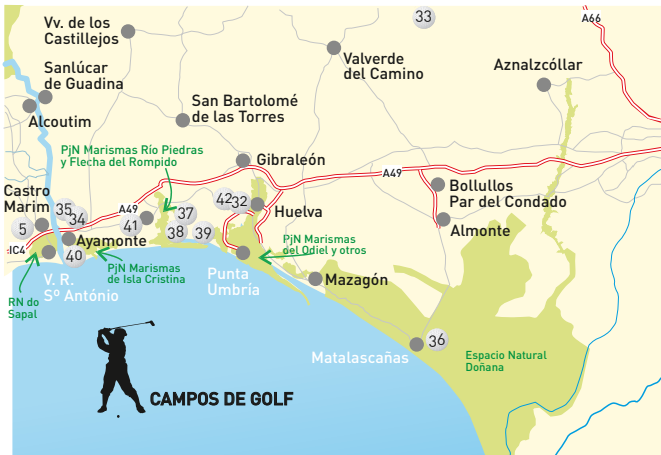 33
A66
Vv. de los
Castillejos
Valverde
del Camino
Aznalzcóllar
Sanlúcar
de Guadina
Alcoutim
San Bartolomé
de las Torres
PjN Marismas Río Piedras
y Flecha del Rompido
Gibraleón
A49
Castro
Marim
Bollullos
Par del Condado
35
34
5
A49
41
37
38
39
42
32
Huelva
Almonte
IC4
Ayamonte
40
PjN Marismas
de Isla Cristina
PjN Marismas
del Odiel y otros
Punta
Umbría
V. R.
Sº António
RN do
Sapal
Mazagón
36
Matalascañas
Espacio Natural
Doñana
CAMPOS DE GOLF